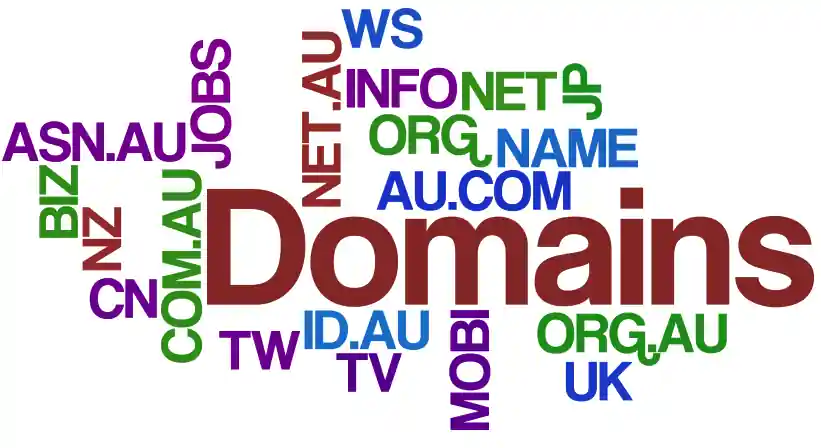 WS
JOBS
NET.AU
INFO
NET
JP
ORG
NAME
ASN.AU
BIZ
NZ
COM.AU
AU.COM
Domains
CN
TW
ID.AU
TV
MOBI
ORG.AU
UK